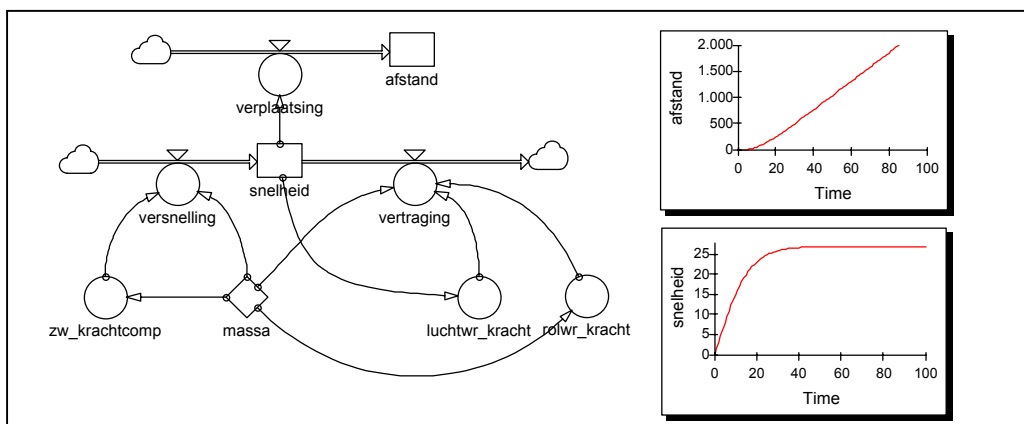 afstand
verplaatsing
snelheid
versnelling
vertraging
zw_krachtcomp
massa
luchtwr_kracht
rolwr_kracht
afstand
2.000
1.500
1.000
500
0
0
20
40
60
80
100
Time
snelheid
25
20
15
10
5
0
0
20
40
60
80
100
Time